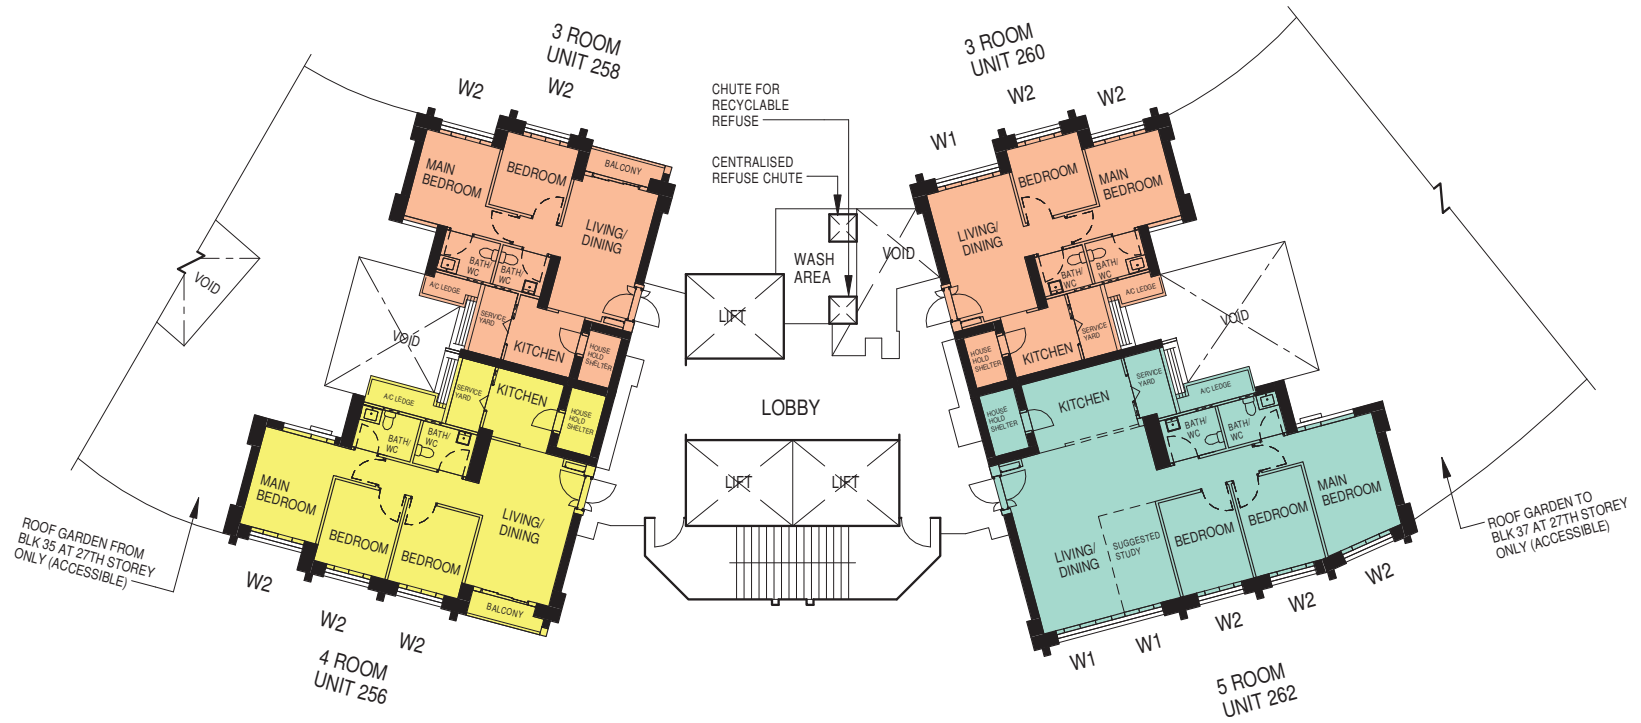 3 ROOM
UNIT 258
W2
W2
MAIN
BEDROOM
BEDROOM
BALCONY
LIVING/
DINING
BATH/
WC
BATH/
WC
A/C LEDGE
SERVICE
YARD
KITCHEN
HOUSE
HOLD
SHELTER
VOID
VOID
CHUTE FOR
RECYCLABLE
REFUSE
CENTRALISED
REFUSE CHUTE
WASH
AREA
VOID
LIFT
LOBBY
LIFT
LIFT
3 ROOM
UNIT 260
W1
W2
W2
BEDROOM
MAIN
BEDROOM
LIVING/
DINING
BATH/
WC
BATH/
WC
A/C LEDGE
SERVICE
YARD
KITCHEN
HOUSE
HOLD
SHELTER
VOID
A/C LEDGE
SERVICE
YARD
KITCHEN
HOUSE
HOLD
SHELTER
BATH/
WC
BATH/
WC
MAIN
BEDROOM
BEDROOM
BEDROOM
LIVING/
DINING
BALCONY
W2
W2
W2
4 ROOM
UNIT 256
ROOF GARDEN FROM
BLK 35 AT 27TH STOREY
ONLY (ACCESSIBLE)
HOUSE
HOLD
SHELTER
KITCHEN
SERVICE
YARD
A/C LEDGE
BATH/
WC
BATH/
WC
LIVING/
DINING
SUGGESTED
STUDY
BEDROOM
BEDROOM
MAIN
BEDROOM
W1
W1
W2
W2
W2
5 ROOM
UNIT 262
ROOF GARDEN TO
BLK 37 AT 27TH STOREY
ONLY (ACCESSIBLE)